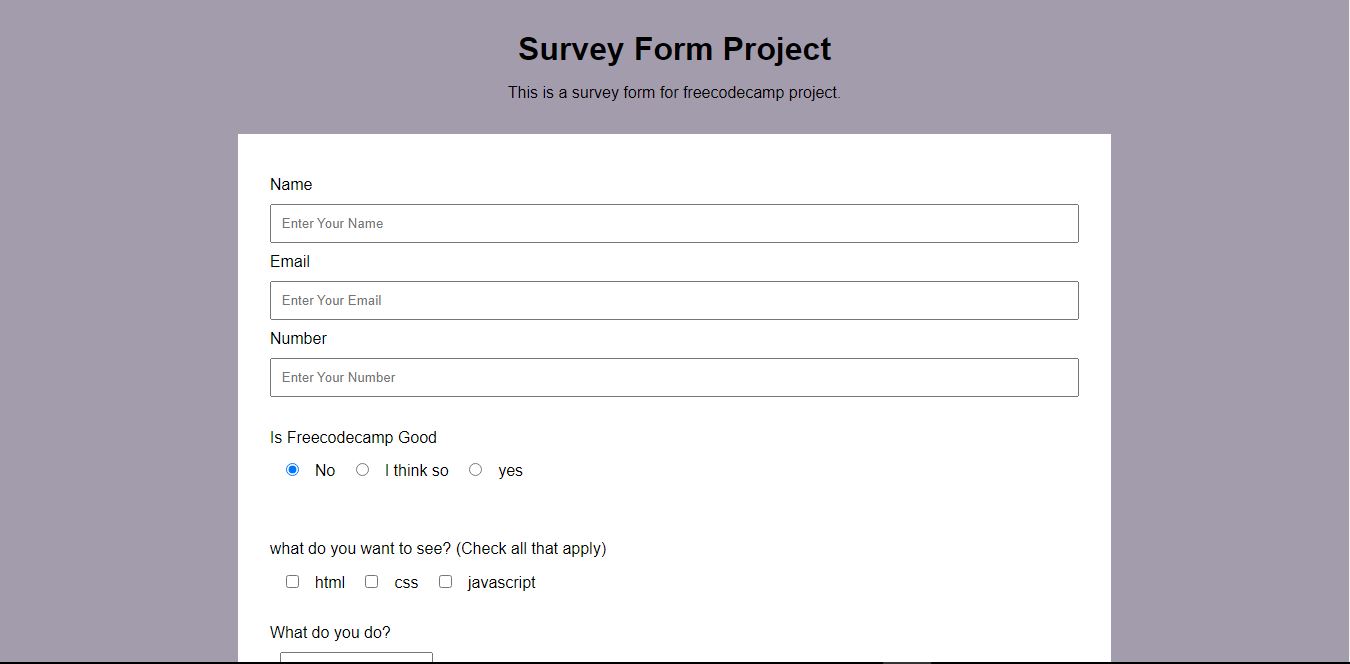 Survey Form Project
This is a survey form for freecodecamp project.
Name
Enter Your Name
Email
Enter Your Email
Number
Enter Your Number
Is Freecodecamp Good
No I think so yes
what do you want to see? (Check all that apply)
html css javascript
What do you do?